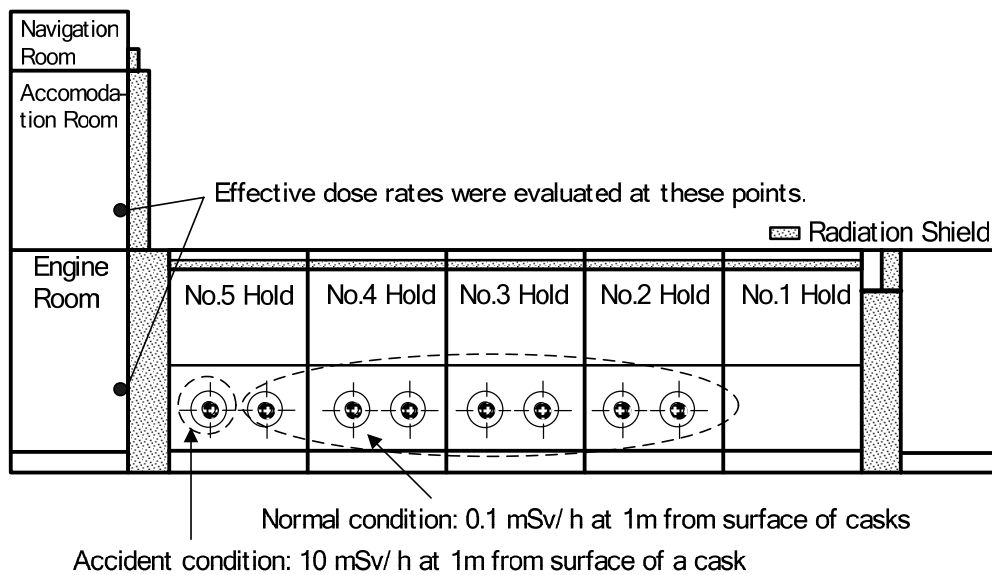 Navigation
Room
Accomoda-
tion Room
Effective dose rates were evaluated at these points.
Radiation Shield
Engine
Room
No.5 Hold
No.4 Hold
No.3 Hold
No.2 Hold
No.1 Hold
Normal condition: 0.1 mSv/ h at 1m from surface of casks
Accident condition: 10 mSv/ h at 1m from surface of a cask